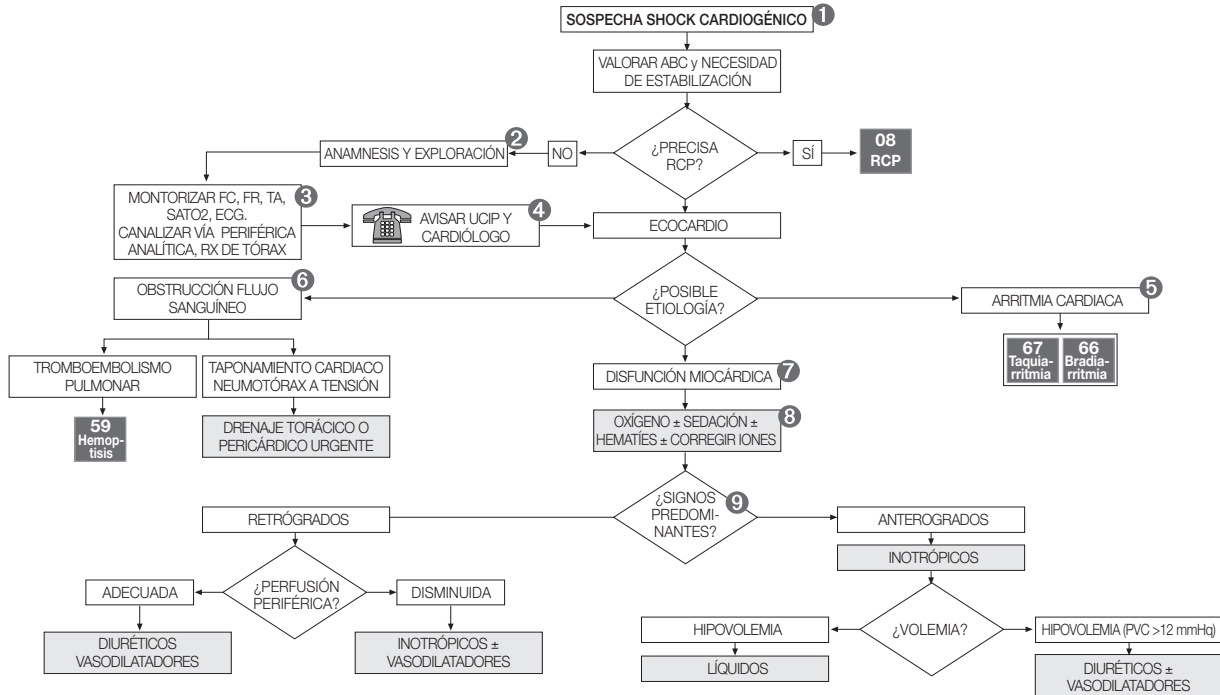 SOSPECHA SHOCK CARDIOGÉNICO 1
VALORAR ABC y NECESIDAD
DE ESTABILIZACIÓN
¿PRECISA
RCP?
SÍ
08
RCP
NO
ANAMNESIS Y EXPLORACIÓN 2
MONTORIZAR FC, FR, TA, 3
SATO2, ECG.
CANALIZAR VÍA PERIFÉRICA
ANALÍTICA, RX DE TÓRAX
AVISAR UCIP Y 4
CARDIÓLOGO
ECOCARDIO
¿POSIBLE
ETIOLOGÍA?
ARRITMIA CARDIACA 5
67
Taquia-
rritmia
66
Bradia-
rritmia
OBSTRUCCIÓN FLUJO 6
SANGUÍNEO
TROMBOEMBOLISMO
PULMONAR
59
Hemop-
tisis
TAPONAMIENTO CARDIACO
NEUMOTÓRAX A TENSIÓN
DRENAJE TORÁCICO O
PERICÁRDICO URGENTE
DISFUNCIÓN MIOCÁRDICA 7
OXÍGENO ± SEDACIÓN ± 8
HEMATÍES ± CORREGIR IONES
¿SIGNOS 9
PREDOMI-
NANTES?
RETRÓGRADOS
¿PERFUSIÓN
PERIFÉRICA?
ADECUADA
DIURÉTICOS
VASODILATADORES
DISMINUIDA
INOTRÓPICOS ±
VASODILATADORES
ANTEROGRADOS
INOTRÓPICOS
¿VOLEMIA?
HIPOVOLEMIA
LÍQUIDOS
HIPOVOLEMIA (PVC >12 mmHq)
DIURÉTICOS ±
VASODILATADORES